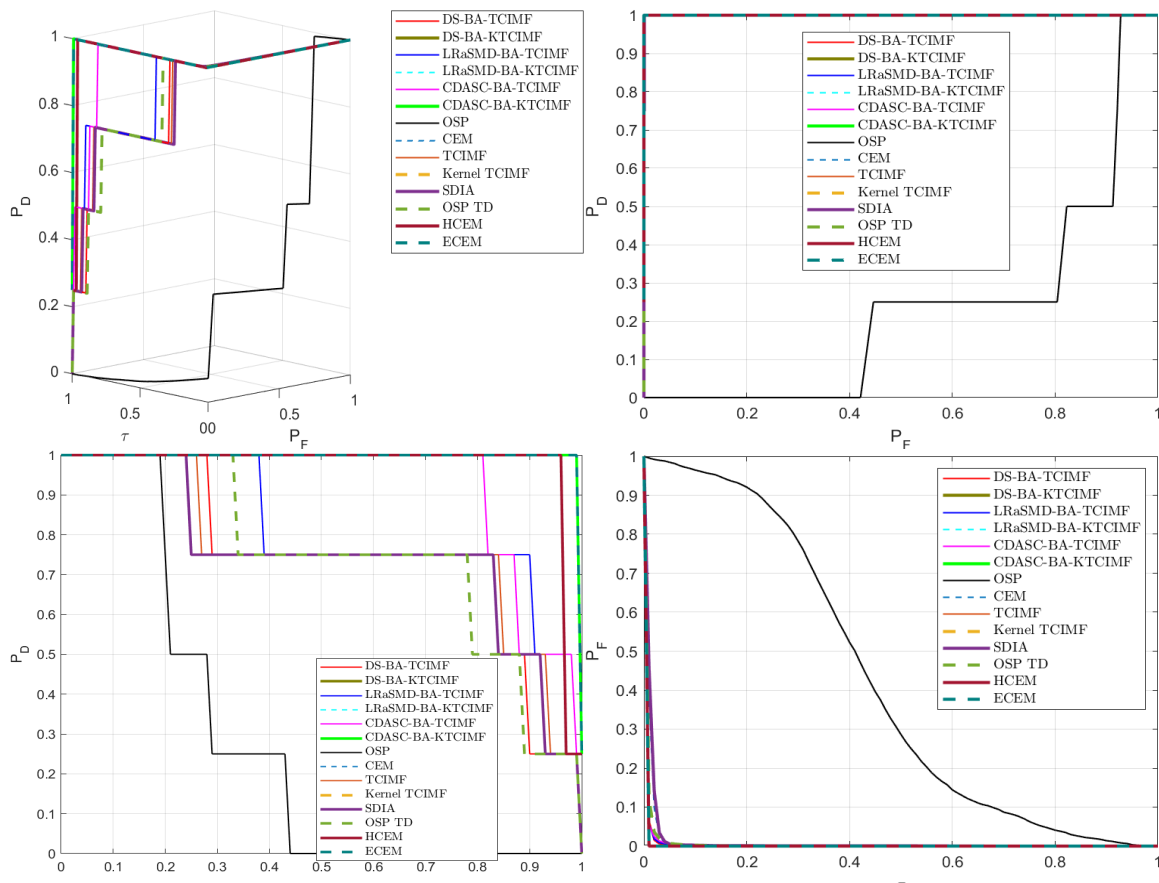 1
0.8
0.6
P_D
0.4
0.2
0
1
0.5
τ
00
P_F
0.5
1
DS-BA-TCIMF
DS-BA-KTCIMF
LRaSMD-BA-TCIMF
LRaSMD-BA-KTCIMF
CDASC-BA-TCIMF
CDASC-BA-KTCIMF
OSP
CEM
TCIMF
Kernel TCIMF
SDIA
OSP TD
HCEM
ECEM
1
0.9
0.8
0.7
0.6
0.5
P_D
0.4
0.3
0.2
0.1
0
0 0.2 0.4 0.6 0.8 1
P_F
DS-BA-TCIMF
DS-BA-KTCIMF
LRaSMD-BA-TCIMF
LRaSMD-BA-KTCIMF
CDASC-BA-TCIMF
CDASC-BA-KTCIMF
OSP
CEM
TCIMF
Kernel TCIMF
SDIA
OSP TD
HCEM
ECEM
1
0.9
0.8
0.7
0.6
0.5
P_D
0.4
0.3
0.2
0.1
0
0 0.1 0.2 0.3 0.4 0.5 0.6 0.7 0.8 0.9 1
DS-BA-TCIMF
DS-BA-KTCIMF
LRaSMD-BA-TCIMF
LRaSMD-BA-KTCIMF
CDASC-BA-TCIMF
CDASC-BA-KTCIMF
OSP
CEM
TCIMF
Kernel TCIMF
SDIA
OSP TD
HCEM
ECEM
1
0.9
0.8
0.7
0.6
0.5
P_F
0.4
0.3
0.2
0.1
0
0 0.2 0.4 0.6 0.8 1
DS-BA-TCIMF
DS-BA-KTCIMF
LRaSMD-BA-TCIMF
LRaSMD-BA-KTCIMF
CDASC-BA-TCIMF
CDASC-BA-KTCIMF
OSP
CEM
TCIMF
Kernel TCIMF
SDIA
OSP TD
HCEM
ECEM